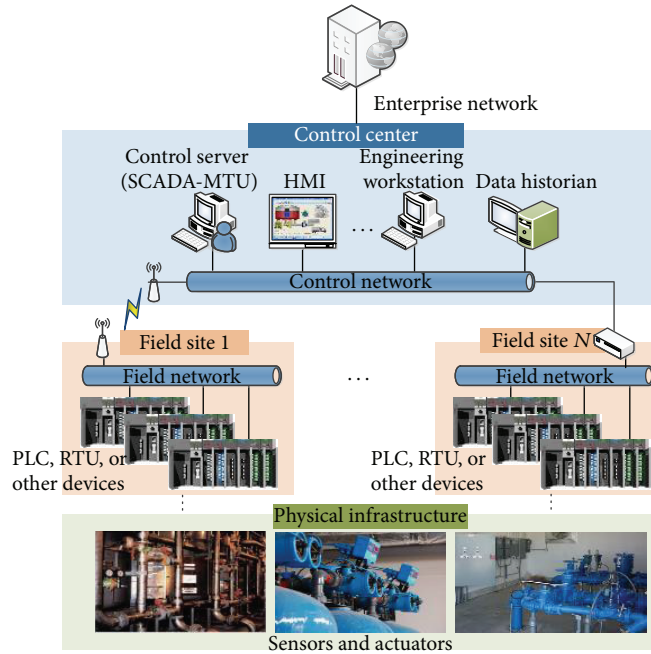 Enterprise network
Control center
Control server
(SCADA-MTU)
HMI
Engineering
workstation
Data historian
...
Control network
Field site 1
Field site N
Field network
...
Field network
PLC, RTU, or
other devices
PLC, RTU, or
other devices
Physical infrastructure
Sensors and actuators